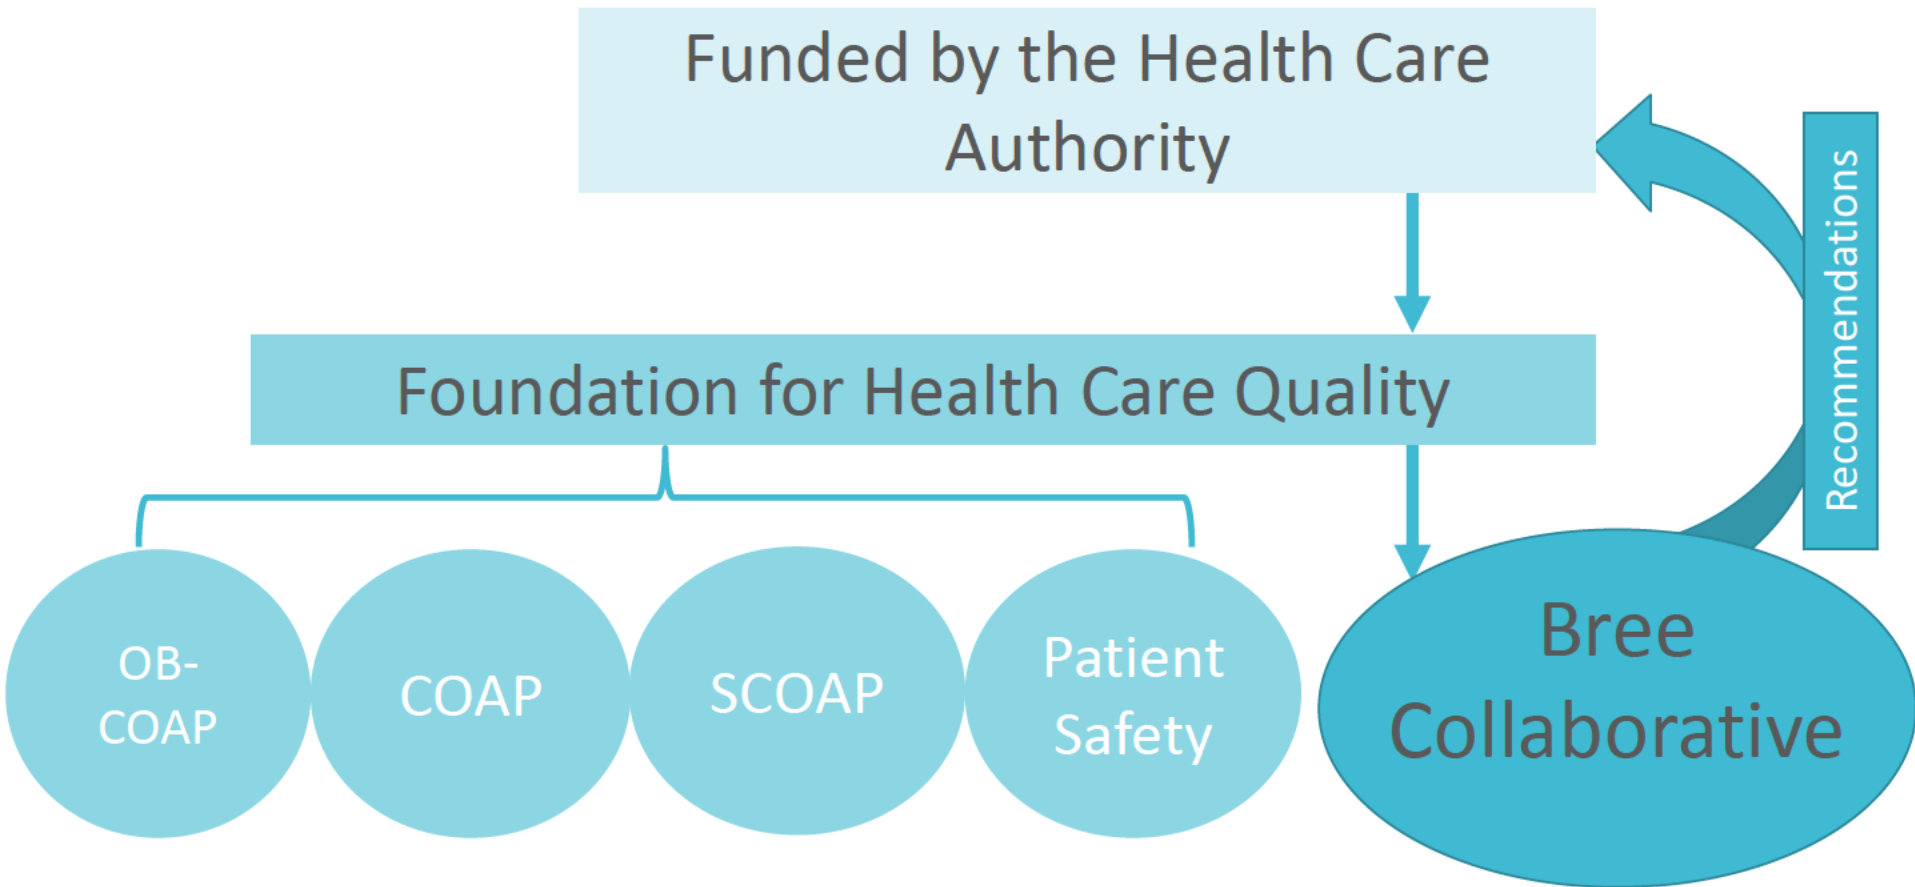 Funded by the Health Care
Authority
Recommendations
Foundation for Health Care Quality
OB-
COAP
COAP
SCOAP
Patient
Safety
Bree
Collaborative